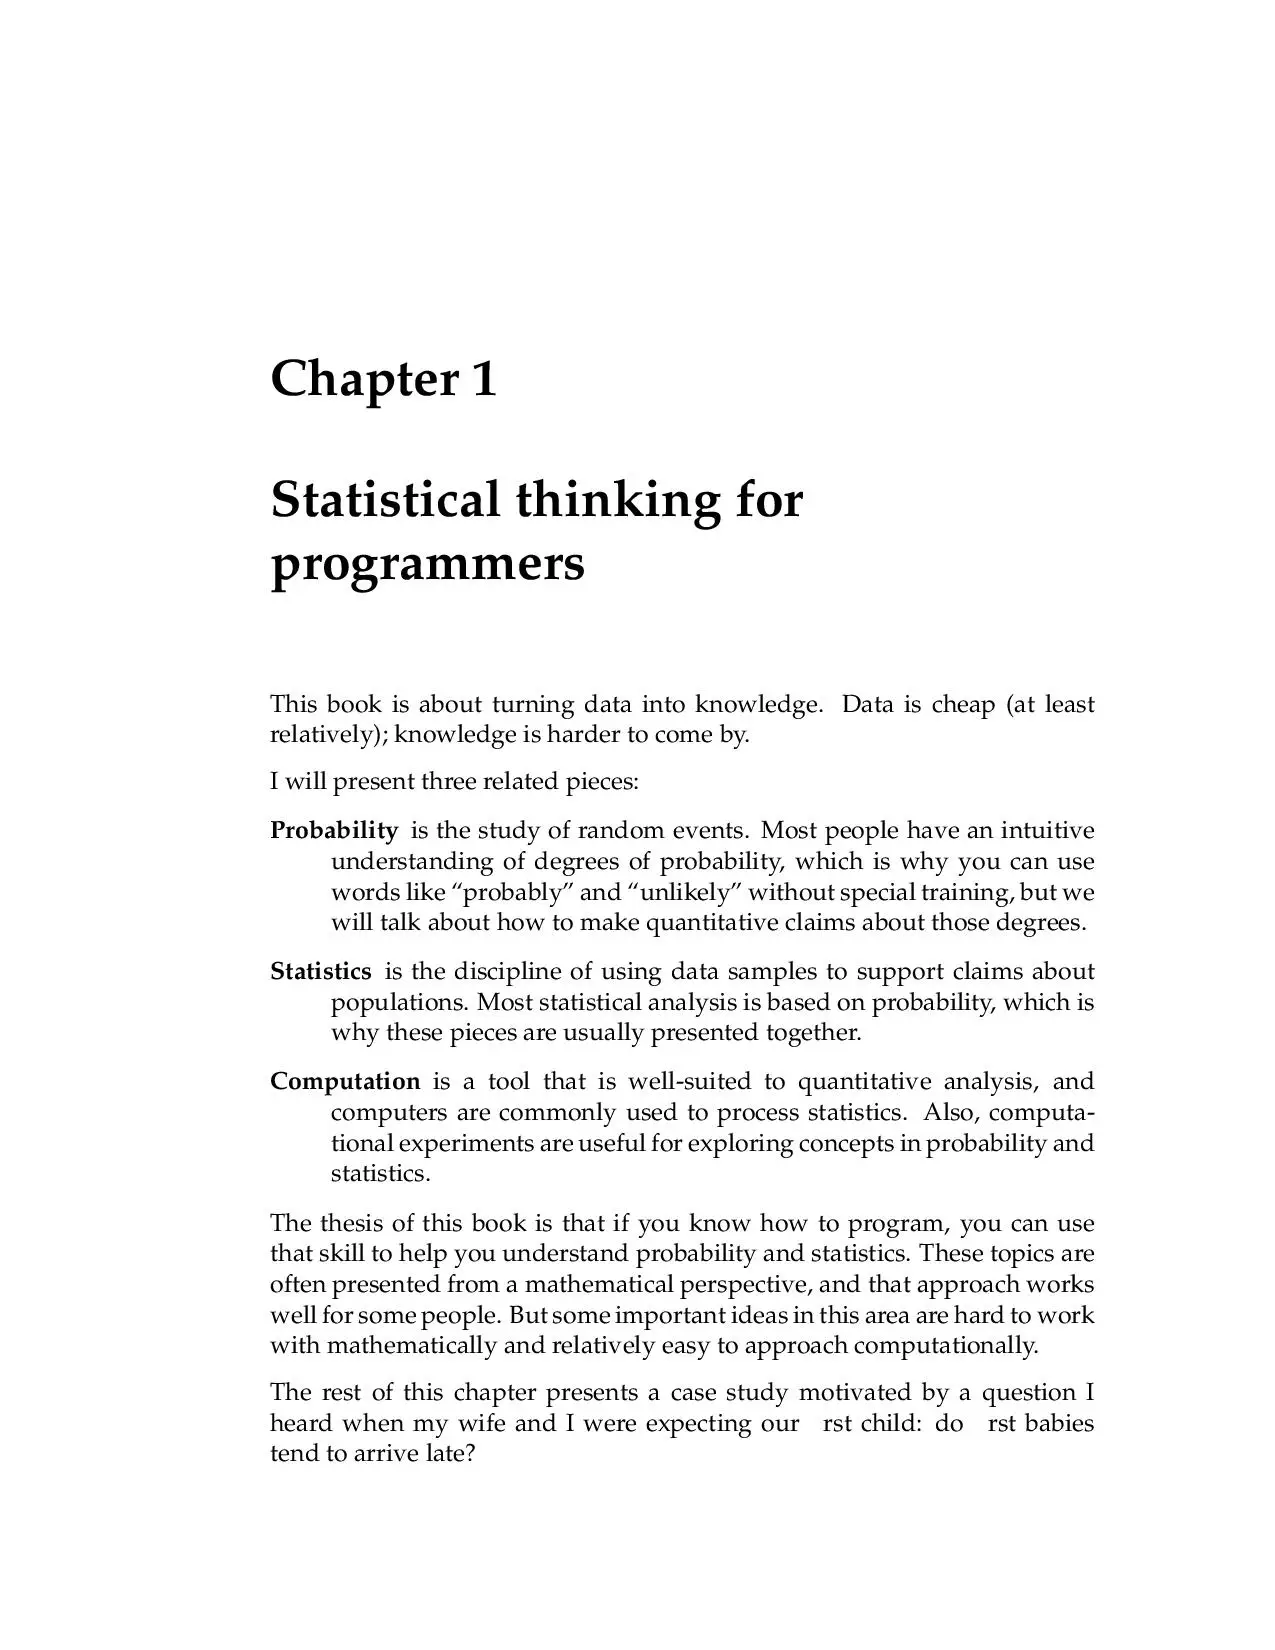 Chapter 1
Statistical thinking for
programmers
This book is about turning data into knowledge. Data is cheap (at least
relatively); knowledge is harder to come by.
I will present three related pieces:
Probability is the study of random events. Most people have an intuitive
understanding of degrees of probability, which is why you can use
words like “probably” and “unlikely” without special training, but we
will talk about how to make quantitative claims about those degrees.
Statistics is the discipline of using data samples to support claims about
populations. Most statistical analysis is based on probability, which is
why these pieces are usually presented together.
Computation is a tool that is well-suited to quantitative analysis, and
computers are commonly used to process statistics. Also, computa-
tional experiments are useful for exploring concepts in probability and
statistics.
The thesis of this book is that if you know how to program, you can use
that skill to help you understand probability and statistics. These topics are
often presented from a mathematical perspective, and that approach works
well for some people. But some important ideas in this area are hard to work
with mathematically and relatively easy to approach computationally.
The rest of this chapter presents a case study motivated by a question I
heard when my wife and I were expecting our rst child: do rst babies
tend to arrive late?